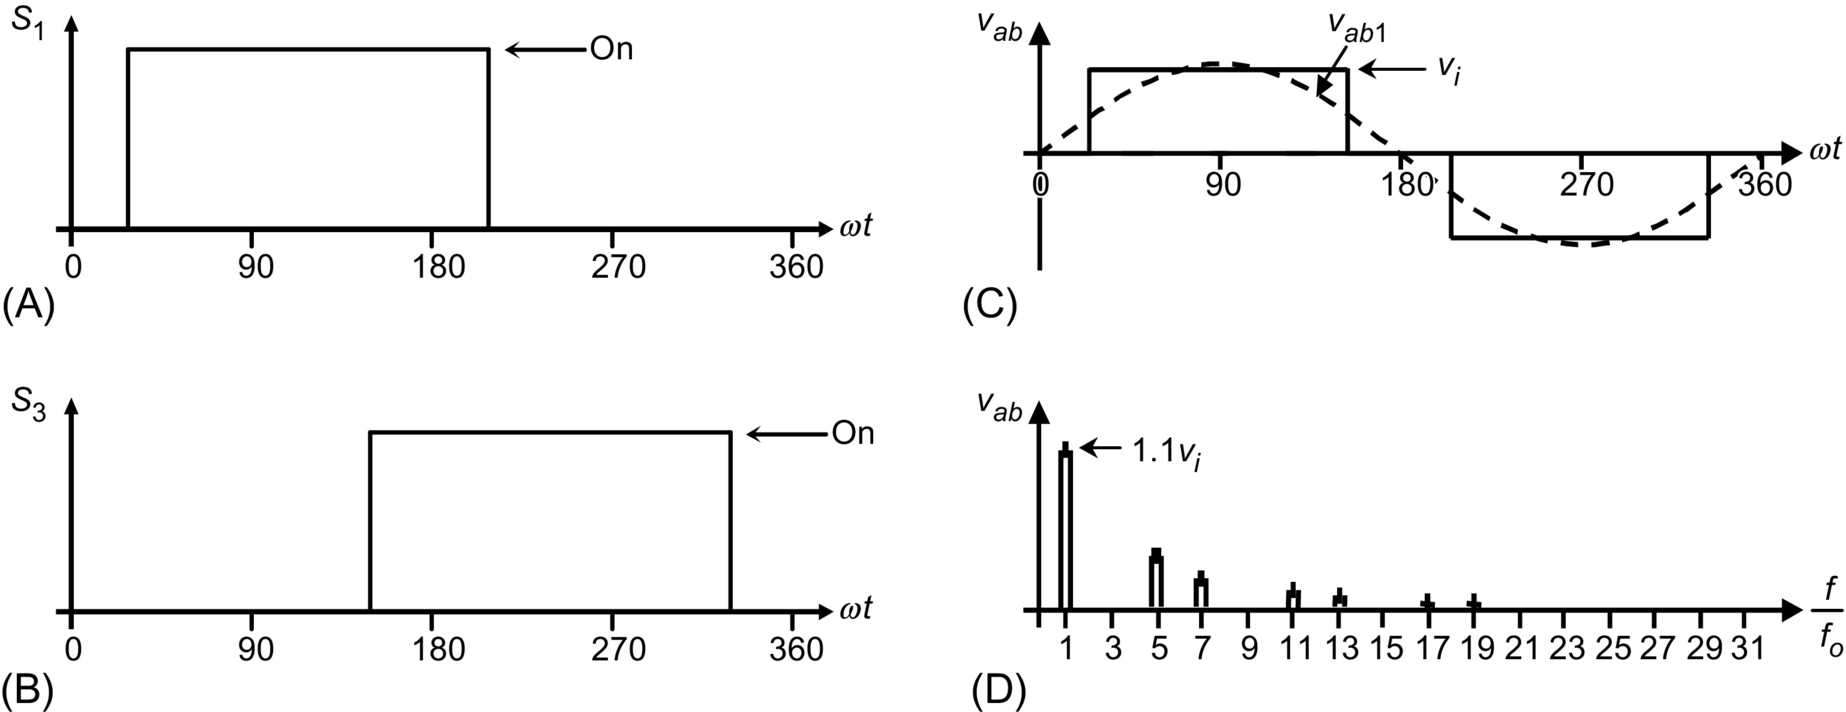 S1
On
ωt
0 90 180 270 360
(A)
S3
On
ωt
0 90 180 270 360
(B)
vab
vab1
vi
ωt
0 90 180 270 360
(C)
vab
1.1vi
f
fo
1 3 5 7 9 11 13 15 17 19 21 23 25 27 29 31
(D)